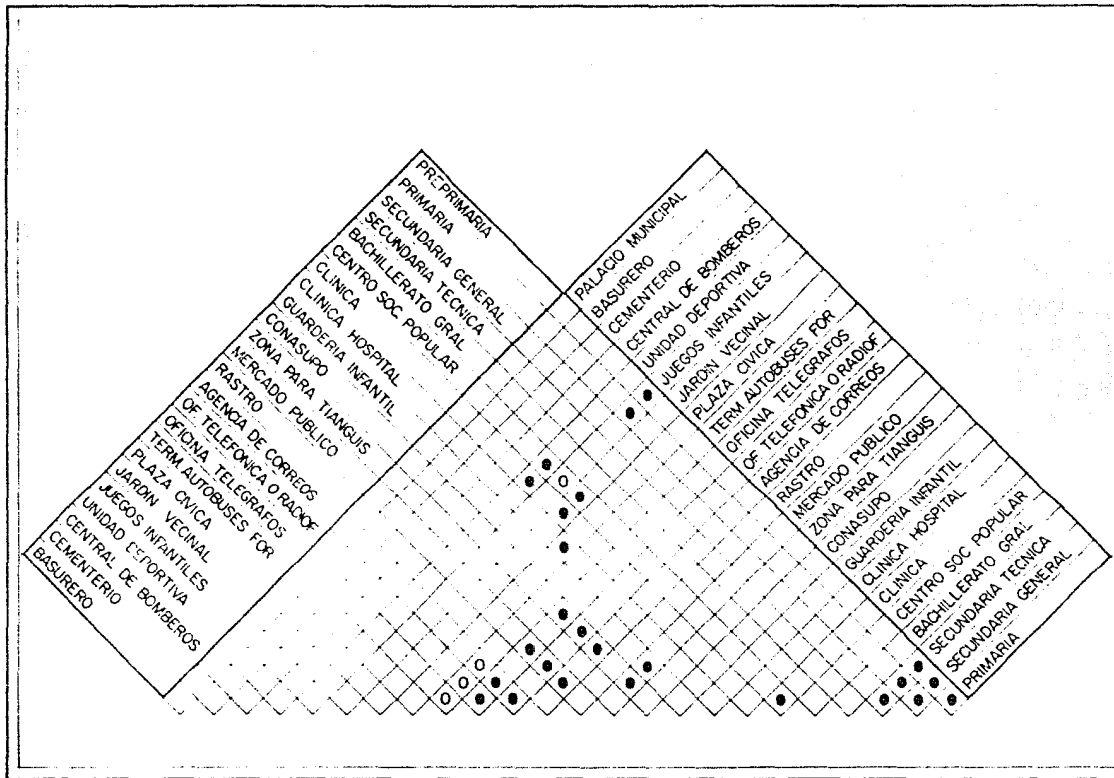 PREPRIMARIA
PRIMARIA
SECUNDARIA GENERAL
SECUNDARIA TECNICA
BACHILLERATO GRAL
CENTRO SOC POPULAR
CLINICA
CLINICA HOSPITAL
GUARDERIA INFANTIL
CONASUPO
ZONA PARA TIANGUIS
MERCADO PUBLICO
RASTRO
AGENCIA DE CORREOS
OF TELEFONICA O RADIOF
OFICINA TELEGRAFOS
TERM AUTOBUSES FOR
PLAZA CIVICA
JARDIN VECINAL
JUEGOS INFANTILES
UNIDAD DEPORTIVA
CENTRAL DE BOMBEROS
CEMENTERIO
BASURERO
PALACIO MUNICIPAL
BASURERO
CEMENTERIO
CENTRAL DE BOMBEROS
UNIDAD DEPORTIVA
JUEGOS INFANTILES
JARDIN VECINAL
PLAZA CIVICA
TERM AUTOBUSES FOR
OFICINA TELEGRAFOS
OF TELEFONICA O RADIOF
AGENCIA DE CORREOS
RASTRO
MERCADO PUBLICO
ZONA PARA TIANGUIS
CONASUPO
GUARDERIA INFANTIL
CLINICA HOSPITAL
CLINICA
CENTRO SOC POPULAR
BACHILLERATO GRAL
SECUNDARIA TECNICA
SECUNDARIA GENERAL
PRIMARIA